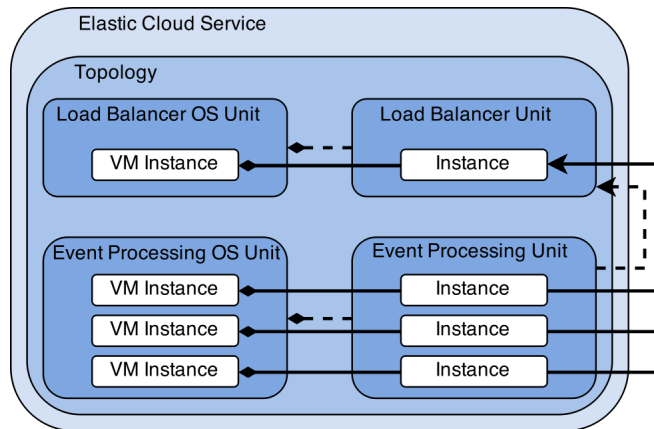 Elastic Cloud Service
Topology
Load Balancer OS Unit
Load Balancer Unit
VM Instance
Instance
Event Processing OS Unit
Event Processing Unit
VM Instance
Instance
VM Instance
Instance
VM Instance
Instance